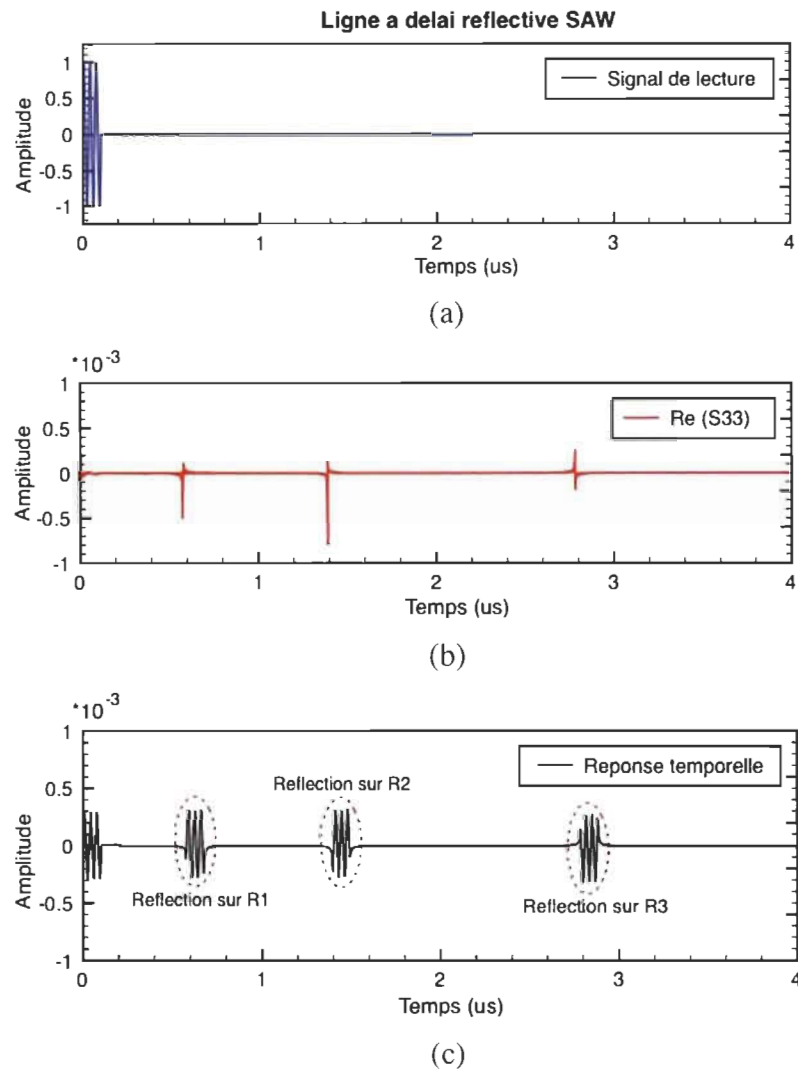 Ligne a delai reflective SAW
Signal de lecture
1
0.5
0
-0.5
-1
Amplitude
0 1 2 3 4
Temps (us)
(a)
*10^-3
Re (S33)
1
0.5
0
-0.5
-1
Amplitude
0 1 2 3 4
Temps (us)
(b)
*10^-3
Reponse temporelle
1
0.5
0
-0.5
-1
Amplitude
Reflection sur R2
Reflection sur R1
Reflection sur R3
0 1 2 3 4
Temps (us)
(c)